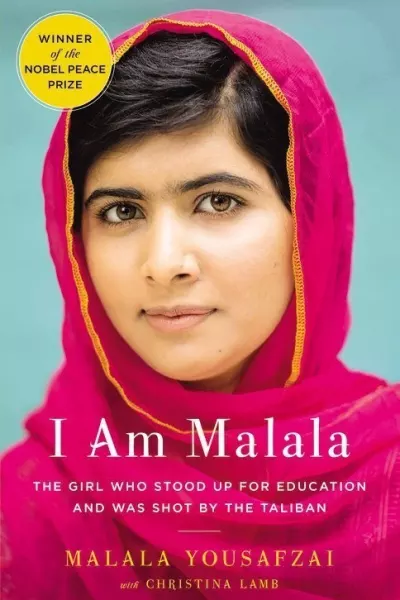 WINNER
of the
NOBEL PEACE
PRIZE
I Am Malala
THE GIRL WHO STOOD UP FOR EDUCATION
AND WAS SHOT BY THE TALIBAN
MALALA YOUSAFZAI
with CHRISTINA LAMB